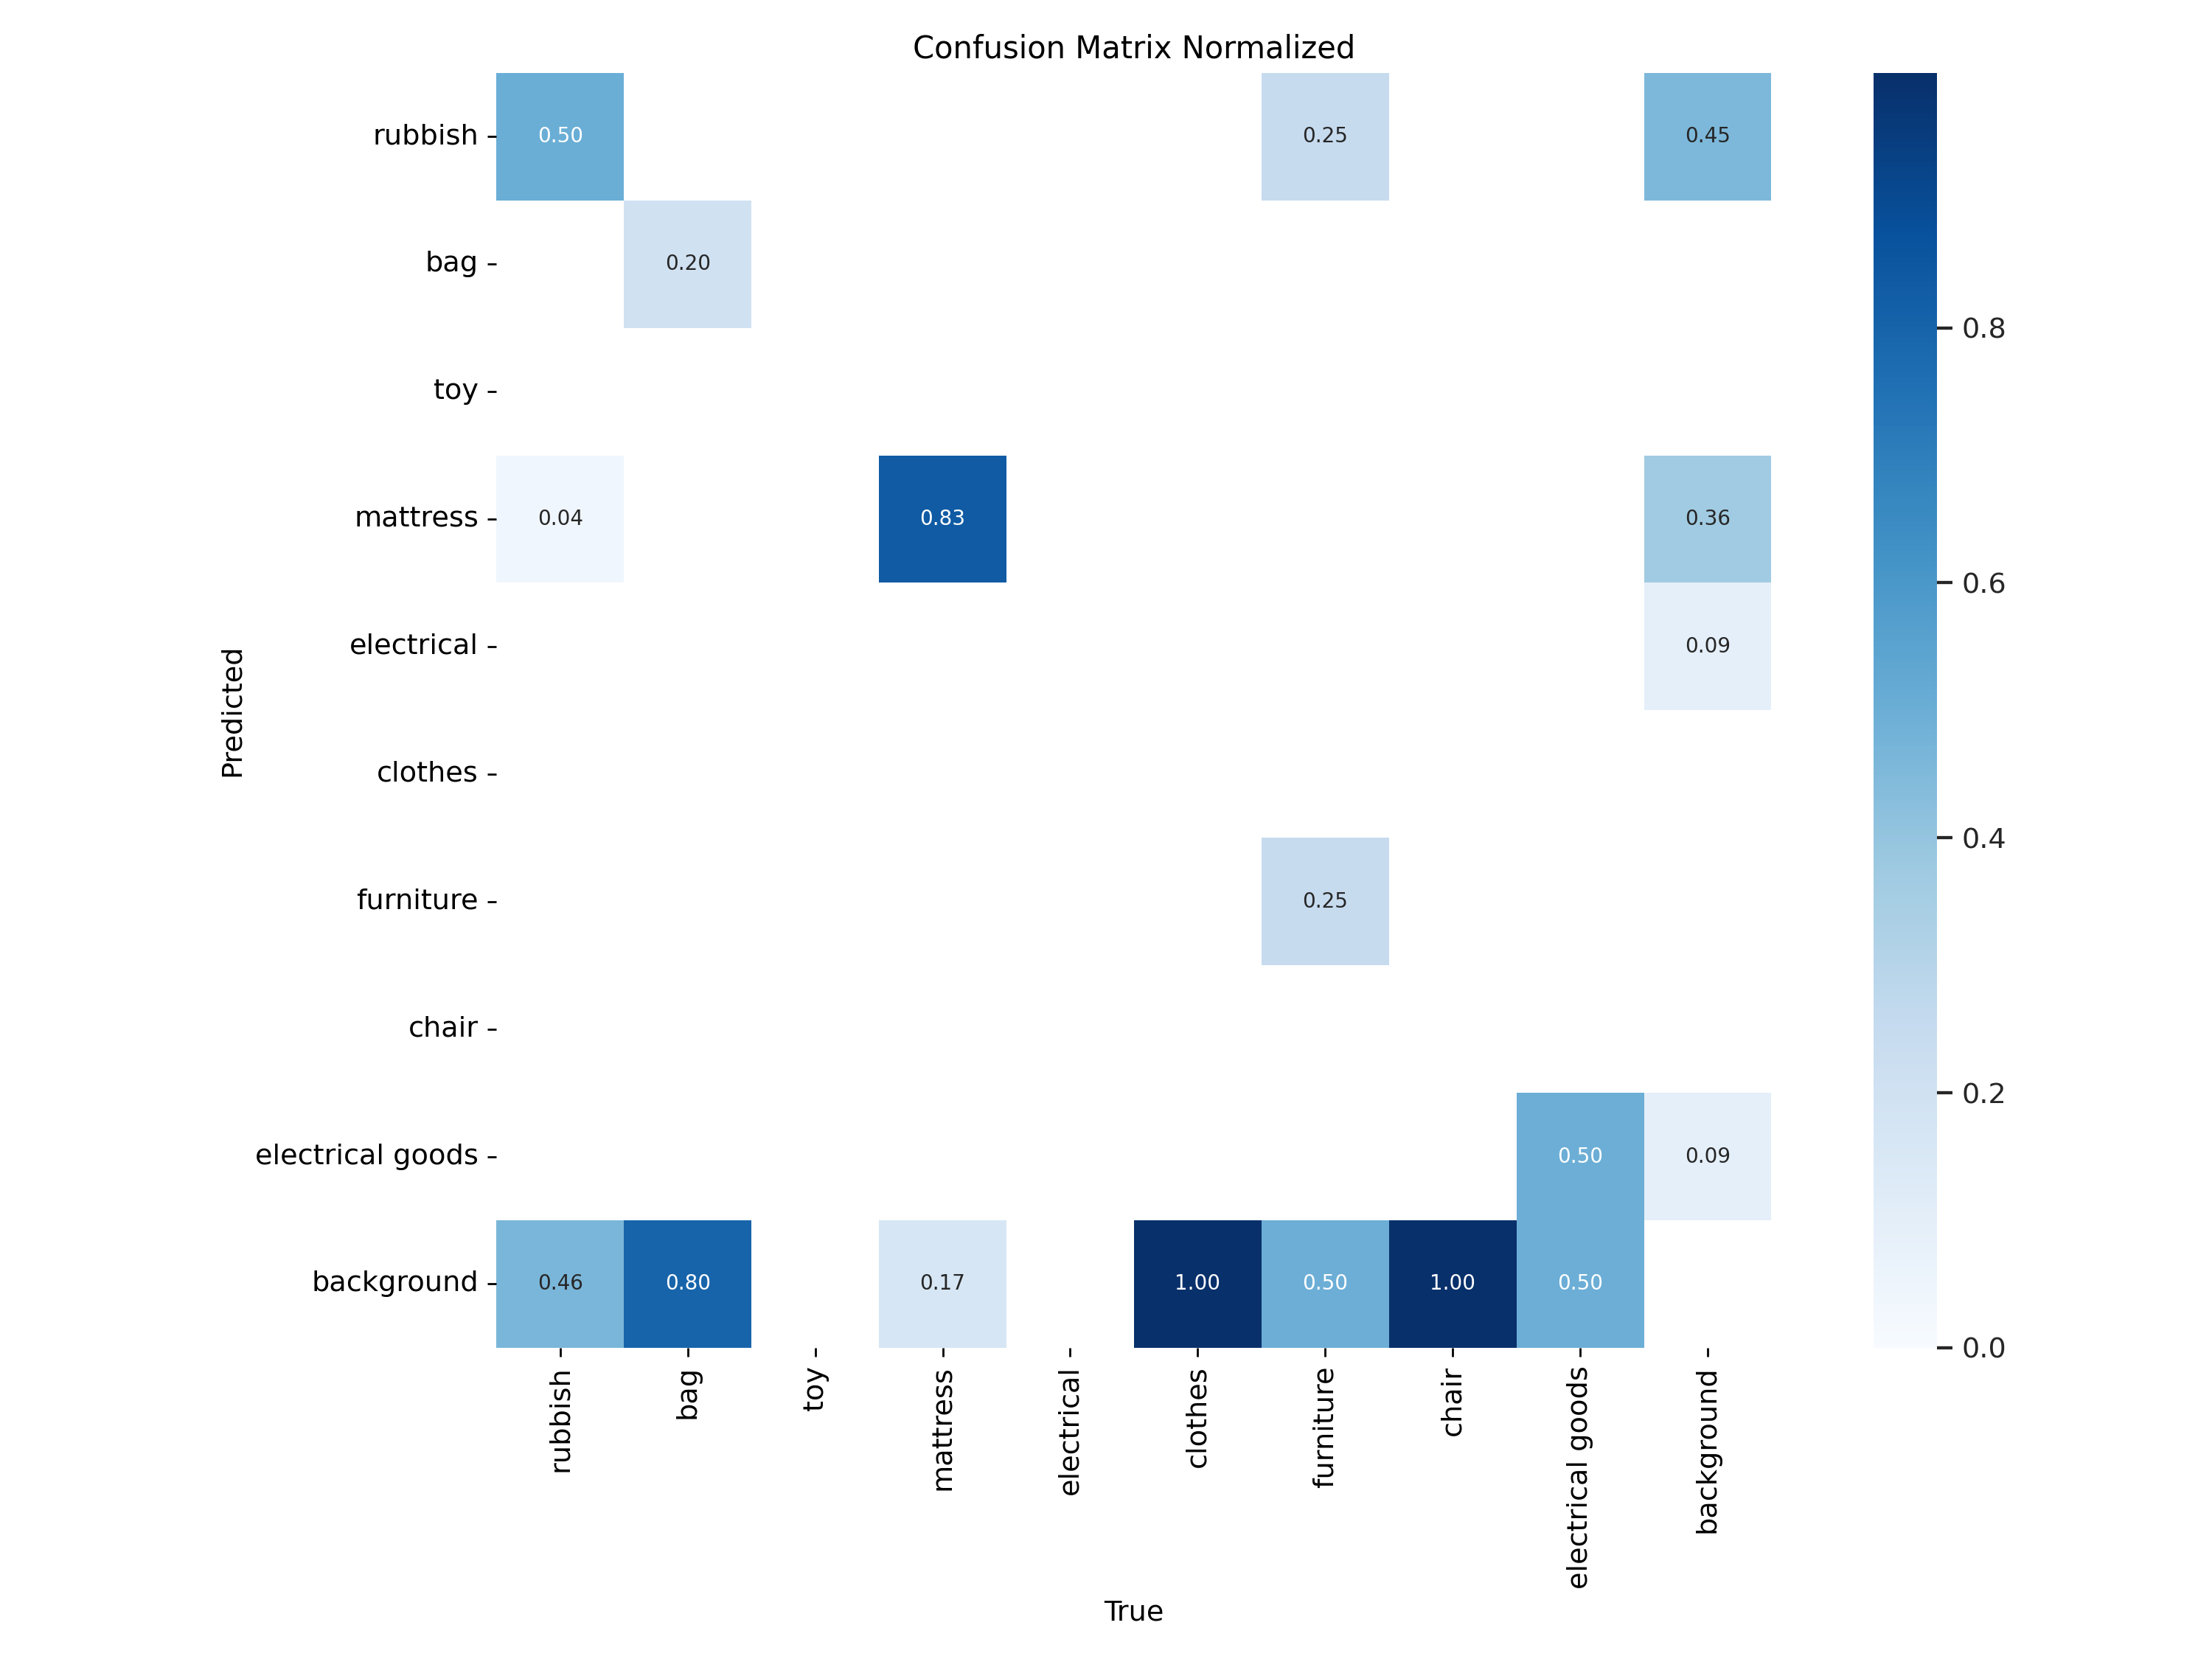 Confusion Matrix Normalized
rubbish
0.50
0.25
0.45
bag
0.20
toy
mattress
0.04
0.83
0.36
electrical
0.09
clothes
furniture
0.25
chair
electrical goods
0.50
0.09
background
0.46
0.80
0.17
1.00
0.50
1.00
0.50
Predicted
rubbish
bag
toy
mattress
electrical
clothes
furniture
chair
electrical goods
background
True
0.8
0.6
0.4
0.2
0.0